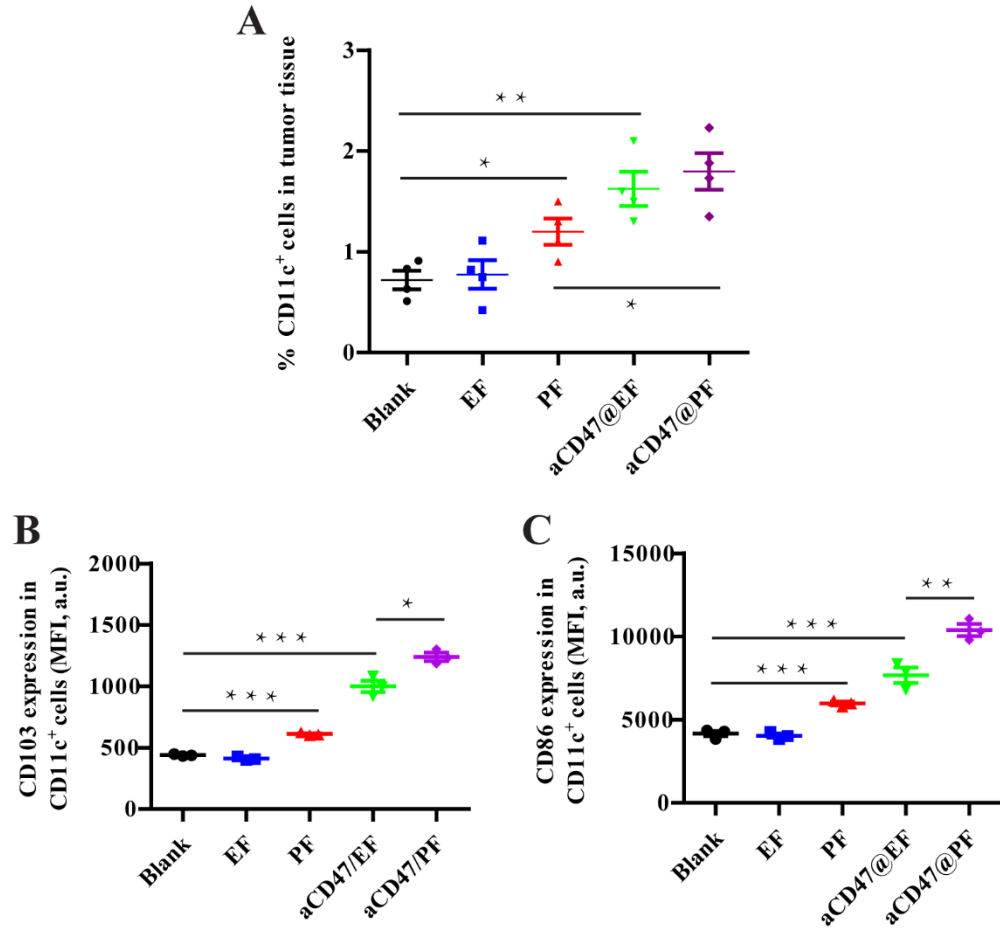 A
% CD11c⁺ cells in tumor tissue
3
2
1
0
* *
*
*
Blank
EF
PF
aCD47@EF
aCD47@PF
B
CD103 expression in
CD11c⁺ cells (MFI, a.u.)
2000
1500
1000
500
0
*
* * *
* * *
Blank
EF
PF
aCD47/EF
aCD47/PF
C
CD86 expression in
CD11c⁺ cells (MFI, a.u.)
15000
10000
5000
0
* *
* * *
* * *
Blank
EF
PF
aCD47@EF
aCD47@PF